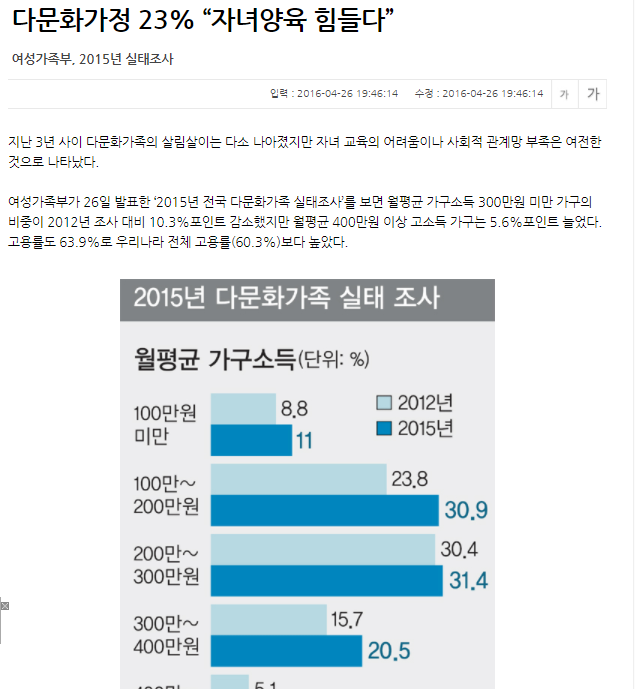 다문화가정 23% “자녀양육 힘들다”
여성가족부, 2015년 실태조사
입력 : 2016-04-26 19:46:14 수정 : 2016-04-26 19:46:14 가 가
지난 3년 사이 다문화가족의 살림살이는 다소 나아졌지만 자녀 교육의 어려움이나 사회적 관계망 부족은 여전한
것으로 나타났다.
여성가족부가 26일 발표한 ‘2015년 전국 다문화가족 실태조사’를 보면 월평균 가구소득 300만원 미만 가구의
비중이 2012년 조사 대비 10.3%포인트 감소했지만 월평균 400만원 이상 고소득 가구는 5.6%포인트 늘었다.
고용률도 63.9%로 우리나라 전체 고용률(60.3%)보다 높았다.
2015년 다문화가족 실태 조사
월평균 가구소득(단위: %)
2012년
2015년
100만원
미만
8.8
11
100만~
200만원
23.8
30.9
200만~
300만원
30.4
31.4
300만~
400만원
15.7
20.5